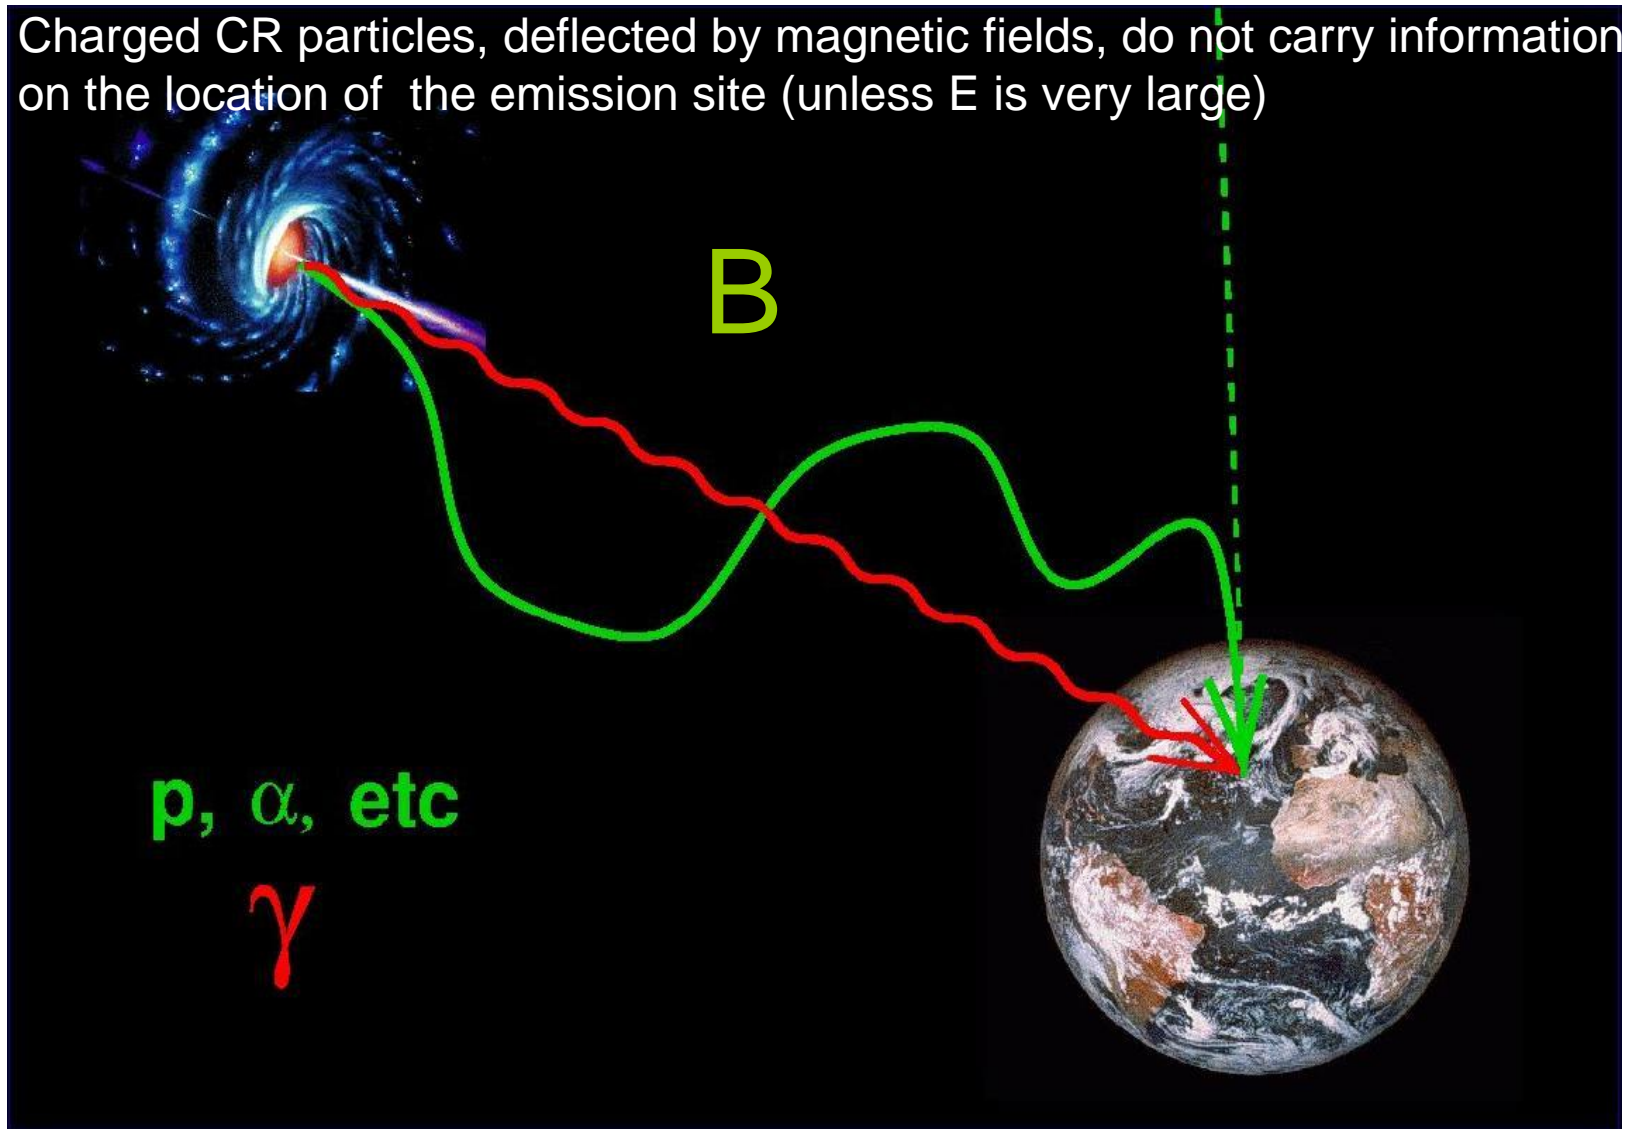 Charged CR particles, deflected by magnetic fields, do not carry information
on the location of  the emission site (unless E is very large)
B
p, α, etc
γ